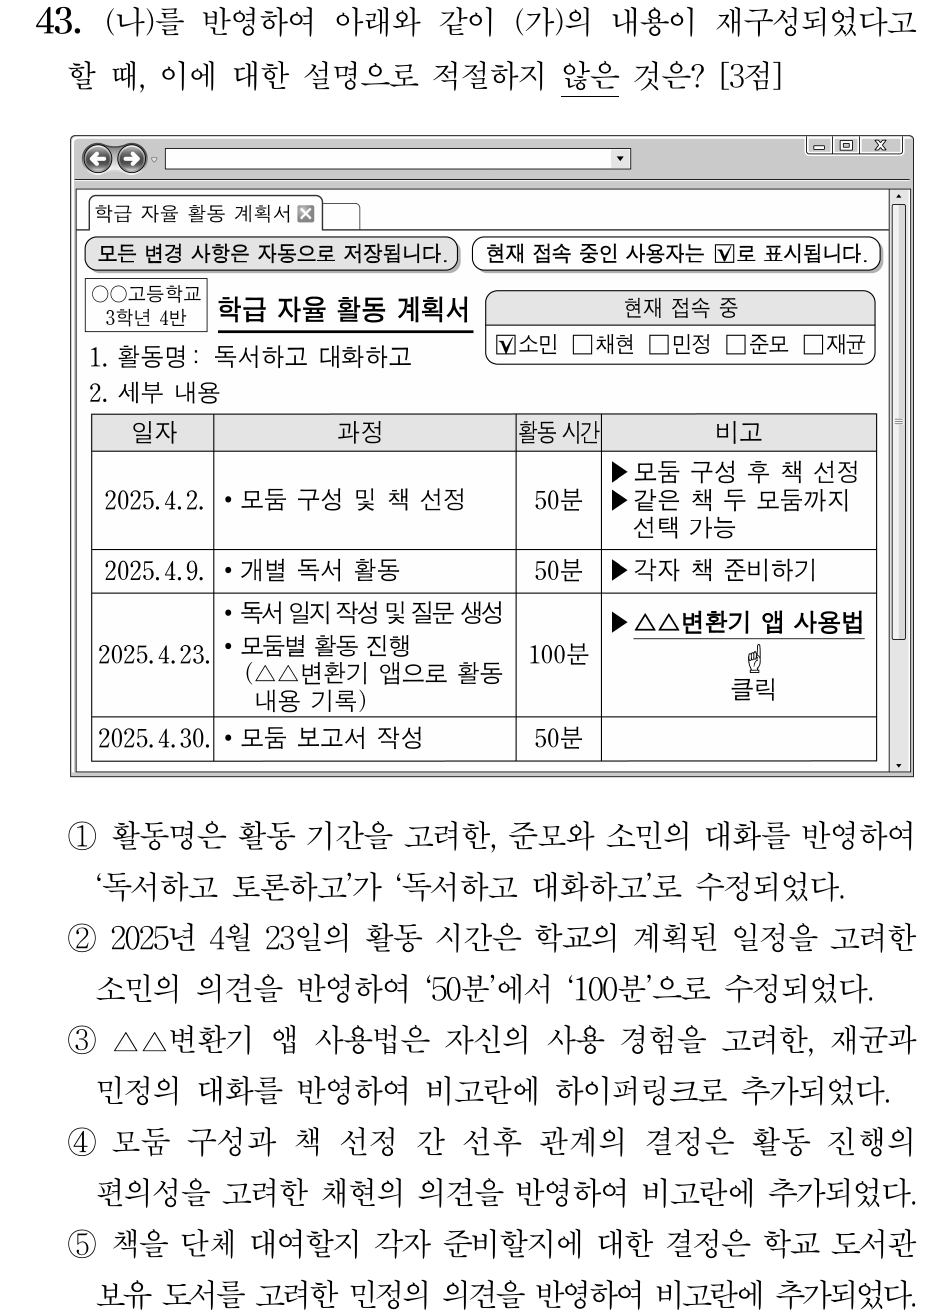 43. (나)를 반영하여 아래와 같이 (가)의 내용이 재구성되었다고
할 때, 이에 대한 설명으로 적절하지 않은 것은? [3점]
학급 자율 활동 계획서
모든 변경 사항은 자동으로 저장됩니다.
현재 접속 중인 사용자는 ☑로 표시됩니다.
○○고등학교
3학년 4반
학급 자율 활동 계획서
현재 접속 중
☑소민 □채현 □민정 □준모 □재균
1. 활동명 : 독서하고 대화하고
2. 세부 내용
일자 과정 활동 시간 비고
2025.4.2. • 모둠 구성 및 책 선정 50분
▶모둠 구성 후 책 선정
▶같은 책 두 모둠까지
선택 가능
2025.4.9. • 개별 독서 활동 50분 ▶각자 책 준비하기
2025.4.23.
• 독서 일지 작성 및 질문 생성
• 모둠별 활동 진행
(△△변환기 앱으로 활동
내용 기록)
100분
▶△△변환기 앱 사용법
클릭
2025.4.30. • 모둠 보고서 작성 50분
① 활동명은 활동 기간을 고려한, 준모와 소민의 대화를 반영하여
‘독서하고 토론하고’가 ‘독서하고 대화하고’로 수정되었다.
② 2025년 4월 23일의 활동 시간은 학교의 계획된 일정을 고려한
소민의 의견을 반영하여 ‘50분’에서 ‘100분’으로 수정되었다.
③ △△변환기 앱 사용법은 자신의 사용 경험을 고려한, 재균과
민정의 대화를 반영하여 비고란에 하이퍼링크로 추가되었다.
④ 모둠 구성과 책 선정 간 선후 관계의 결정은 활동 진행의
편의성을 고려한 채현의 의견을 반영하여 비고란에 추가되었다.
⑤ 책을 단체 대여할지 각자 준비할지에 대한 결정은 학교 도서관
보유 도서를 고려한 민정의 의견을 반영하여 비고란에 추가되었다.